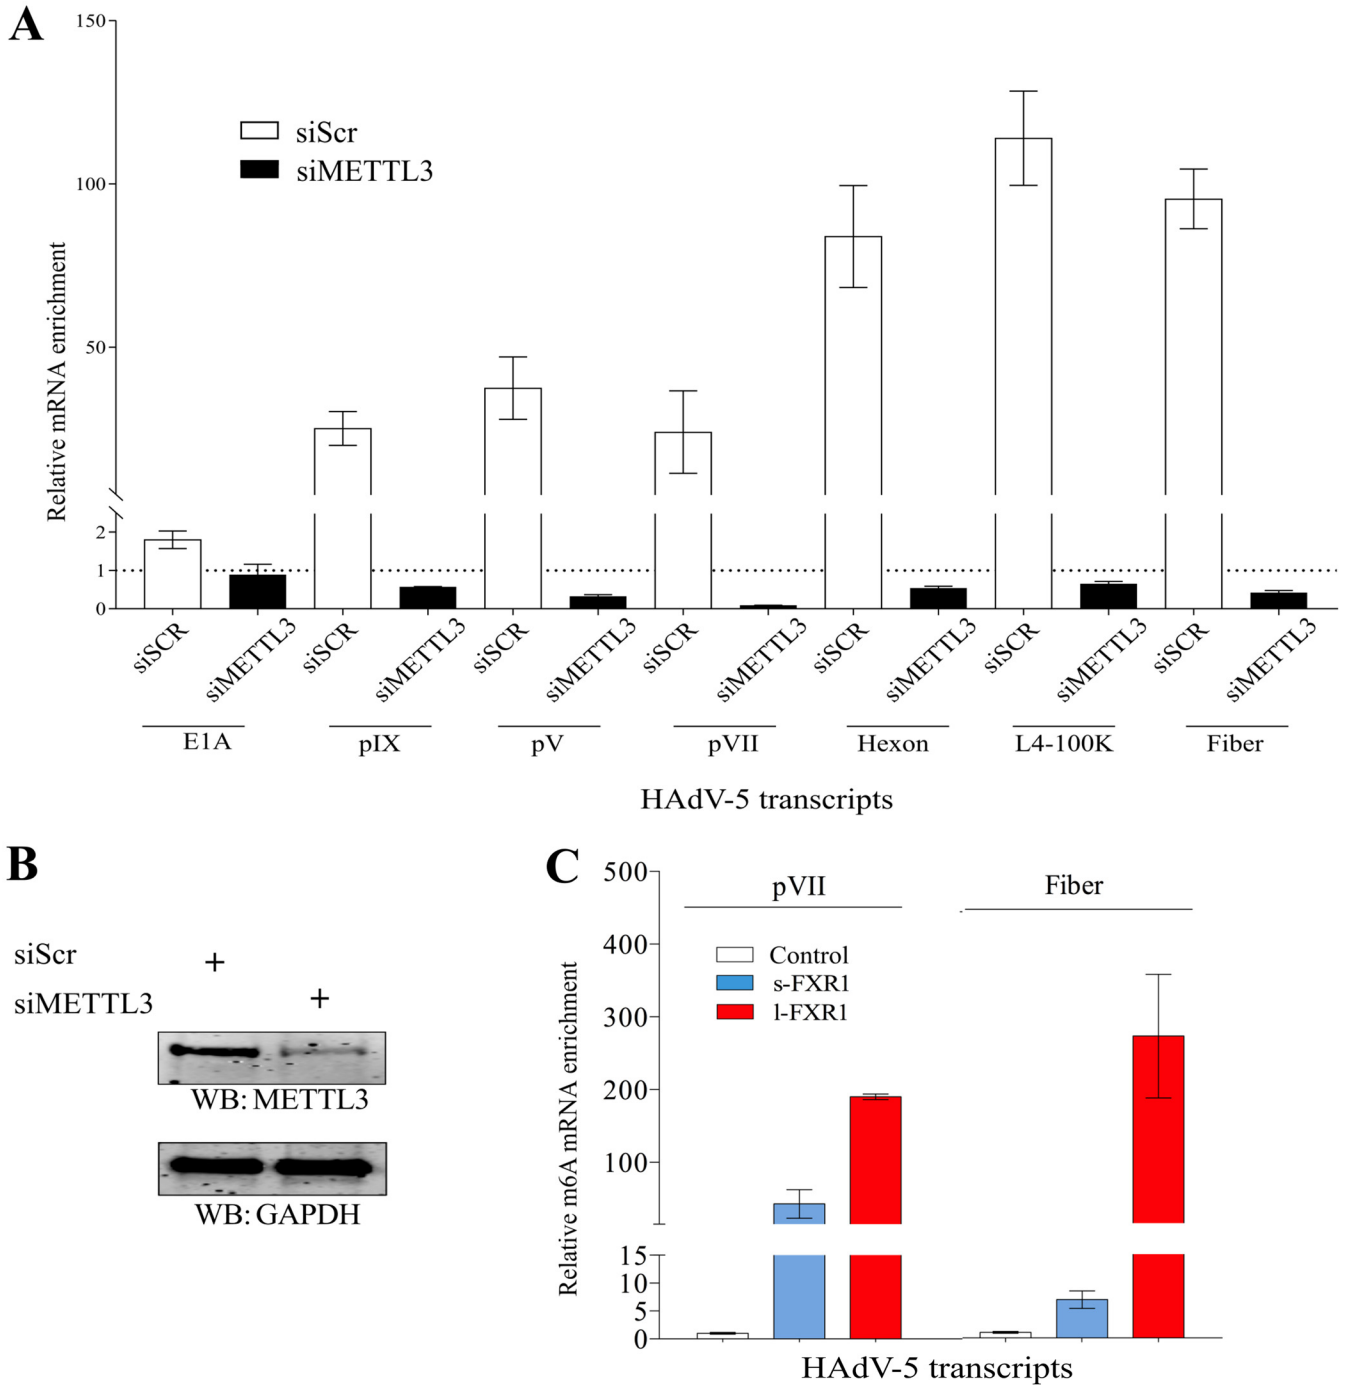 A
150
100
50
2
1
0
Relative mRNA enrichment
siScr
siMETTL3
siSCR siMETTL3 siSCR siMETTL3 siSCR siMETTL3 siSCR siMETTL3 siSCR siMETTL3 siSCR siMETTL3 siSCR siMETTL3
E1A pIX pV pVII Hexon L4-100K Fiber
HAdV-5 transcripts
B
siScr +
siMETTL3 +
WB: METTL3
WB: GAPDH
C
500
400
300
200
100
15
10
5
0
Relative m6A mRNA enrichment
pVII Fiber
Control
s-FXR1
l-FXR1
HAdV-5 transcripts